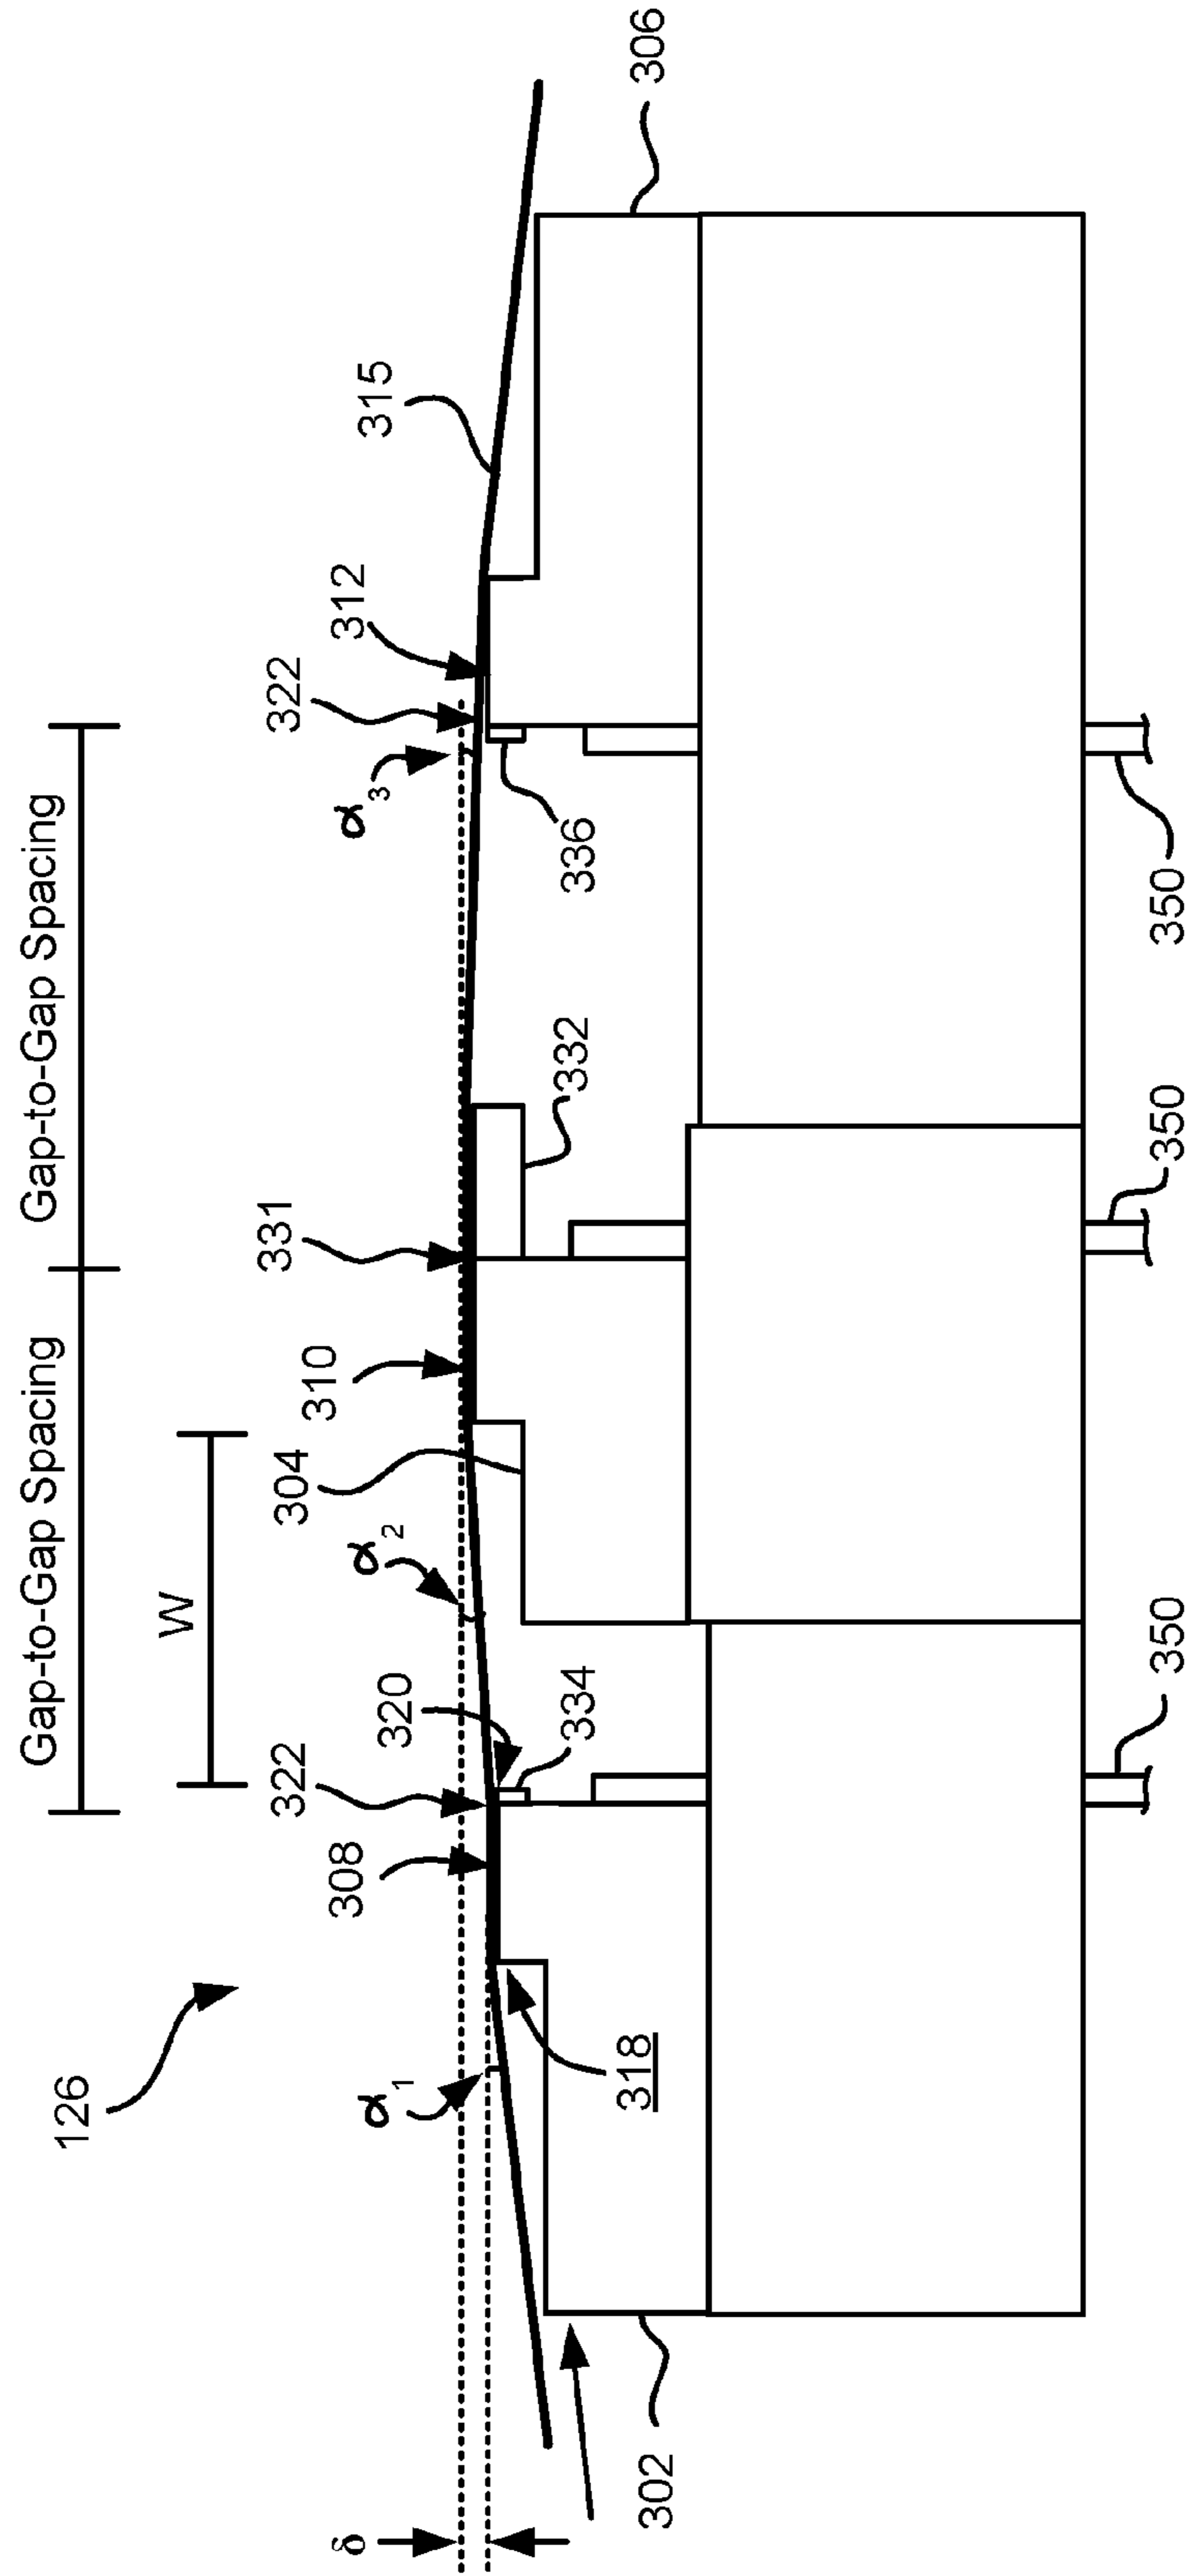 Gap-to-Gap Spacing
Gap-to-Gap Spacing
W
126
α1
δ
322
308
320
α2
304
310
331
α3
322
312
315
318
334
332
336
302
306
350
350
350